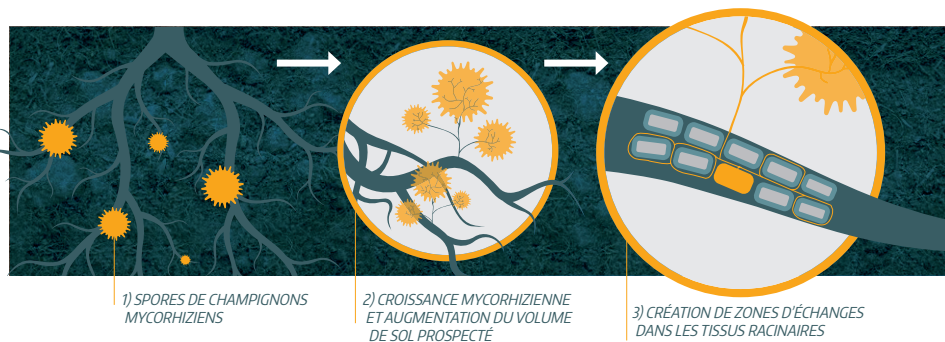 1) SPORES DE CHAMPIGNONS
MYCORHIZIENS
2) CROISSANCE MYCORHIZIENNE
ET AUGMENTATION DU VOLUME
DE SOL PROSPECTÉ
3) CRÉATION DE ZONES D'ÉCHANGES
DANS LES TISSUS RACINAIRES